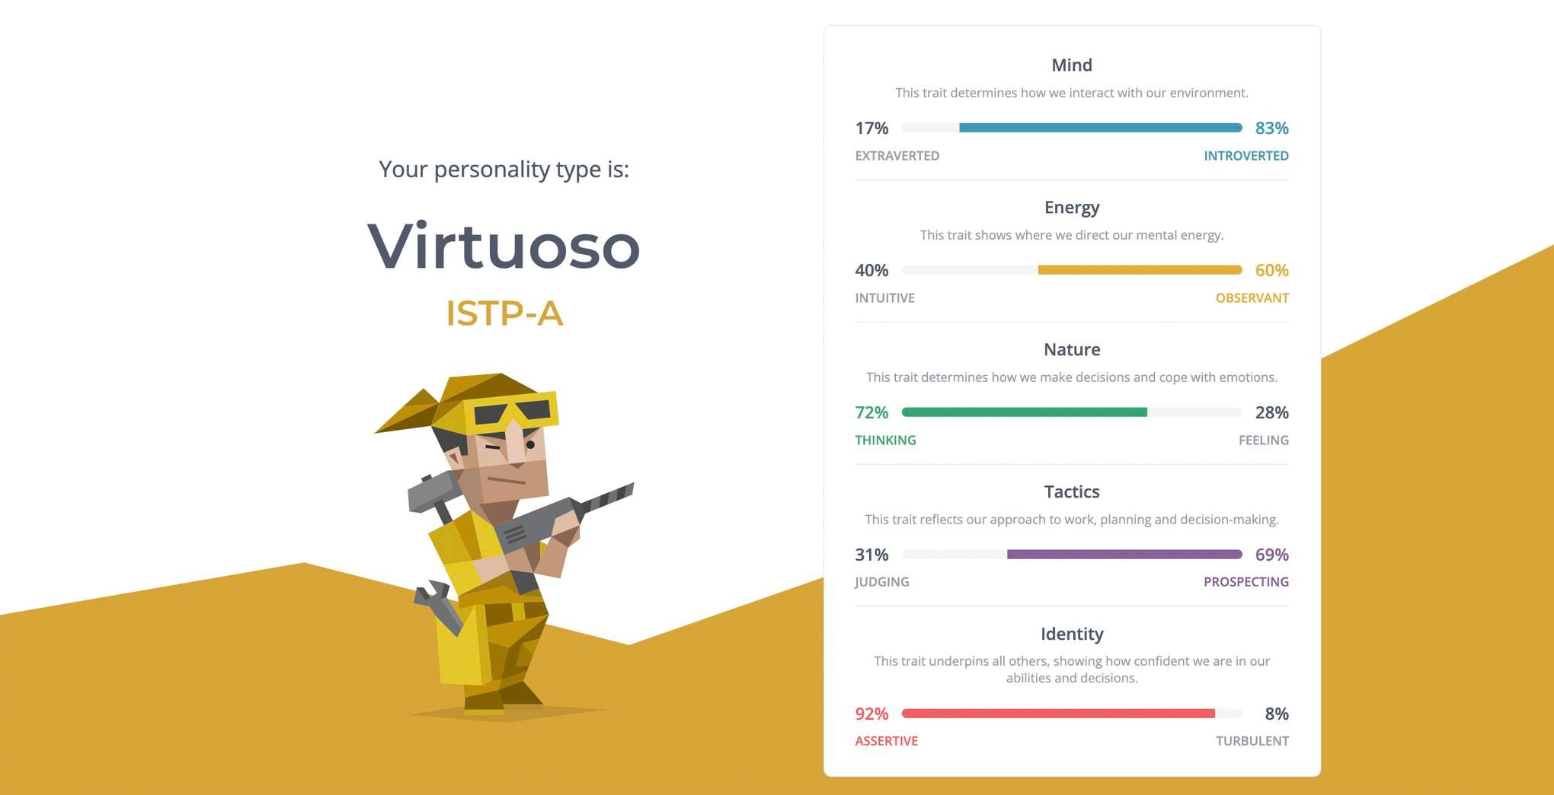 Your personality type is:
Virtuoso
ISTP-A
Mind
This trait determines how we interact with our environment.
17% 83%
EXTRAVERTED INTROVERTED
Energy
This trait shows where we direct our mental energy.
40% 60%
INTUITIVE OBSERVANT
Nature
This trait determines how we make decisions and cope with emotions.
72% 28%
THINKING FEELING
Tactics
This trait reflects our approach to work, planning and decision-making.
31% 69%
JUDGING PROSPECTING
Identity
This trait underpins all others, showing how confident we are in our
abilities and decisions.
92% 8%
ASSERTIVE TURBULENT